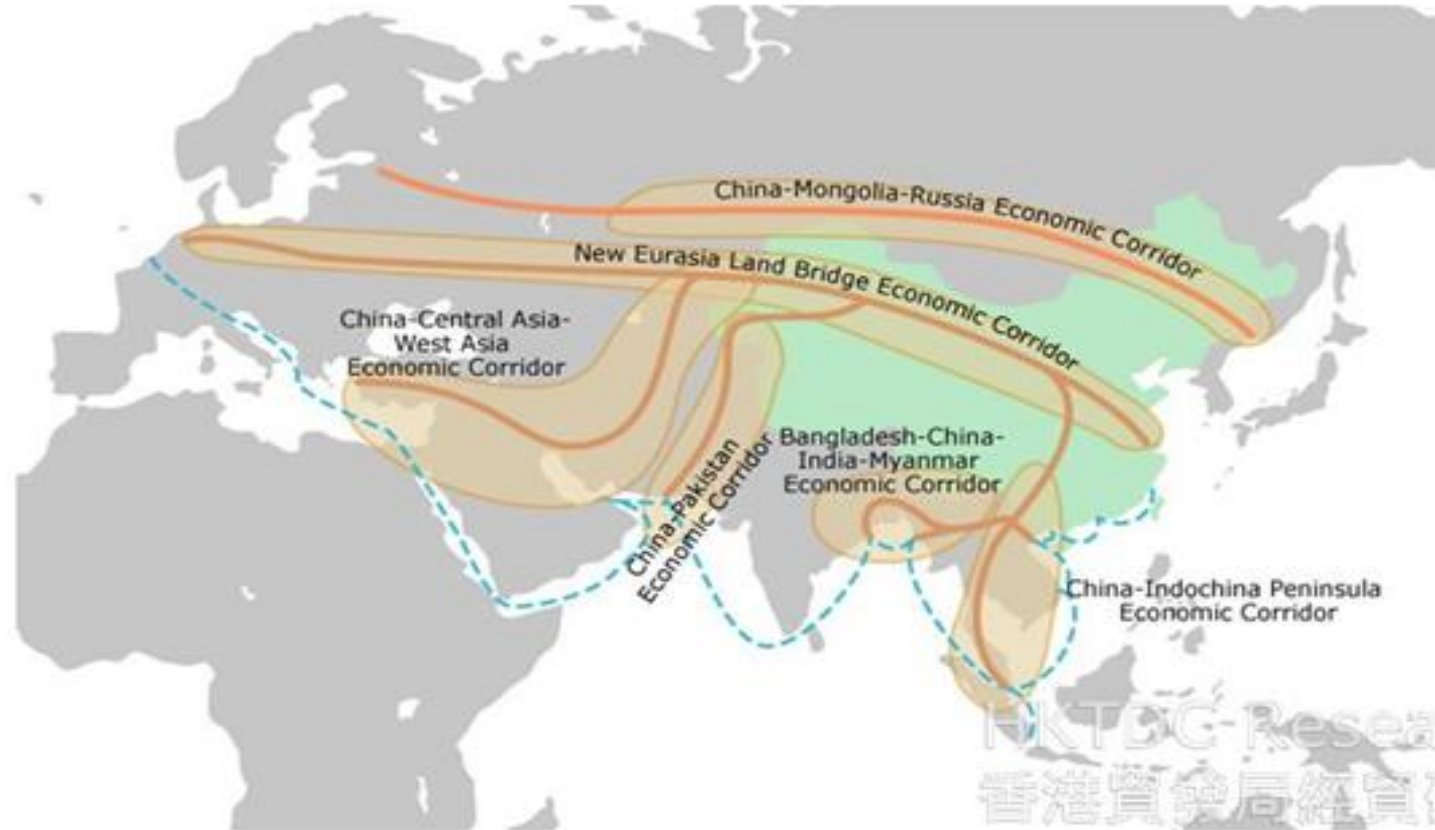 China-Mongolia-Russia Economic Corridor
New Eurasia Land Bridge Economic Corridor
China-Central Asia-
West Asia
Economic Corridor
Bangladesh-China-
India-Myanmar
Economic Corridor
China-Pakistan
Economic Corridor
China-Indochina Peninsula
Economic Corridor
HKTDC Resea
香港貿發局經貿研